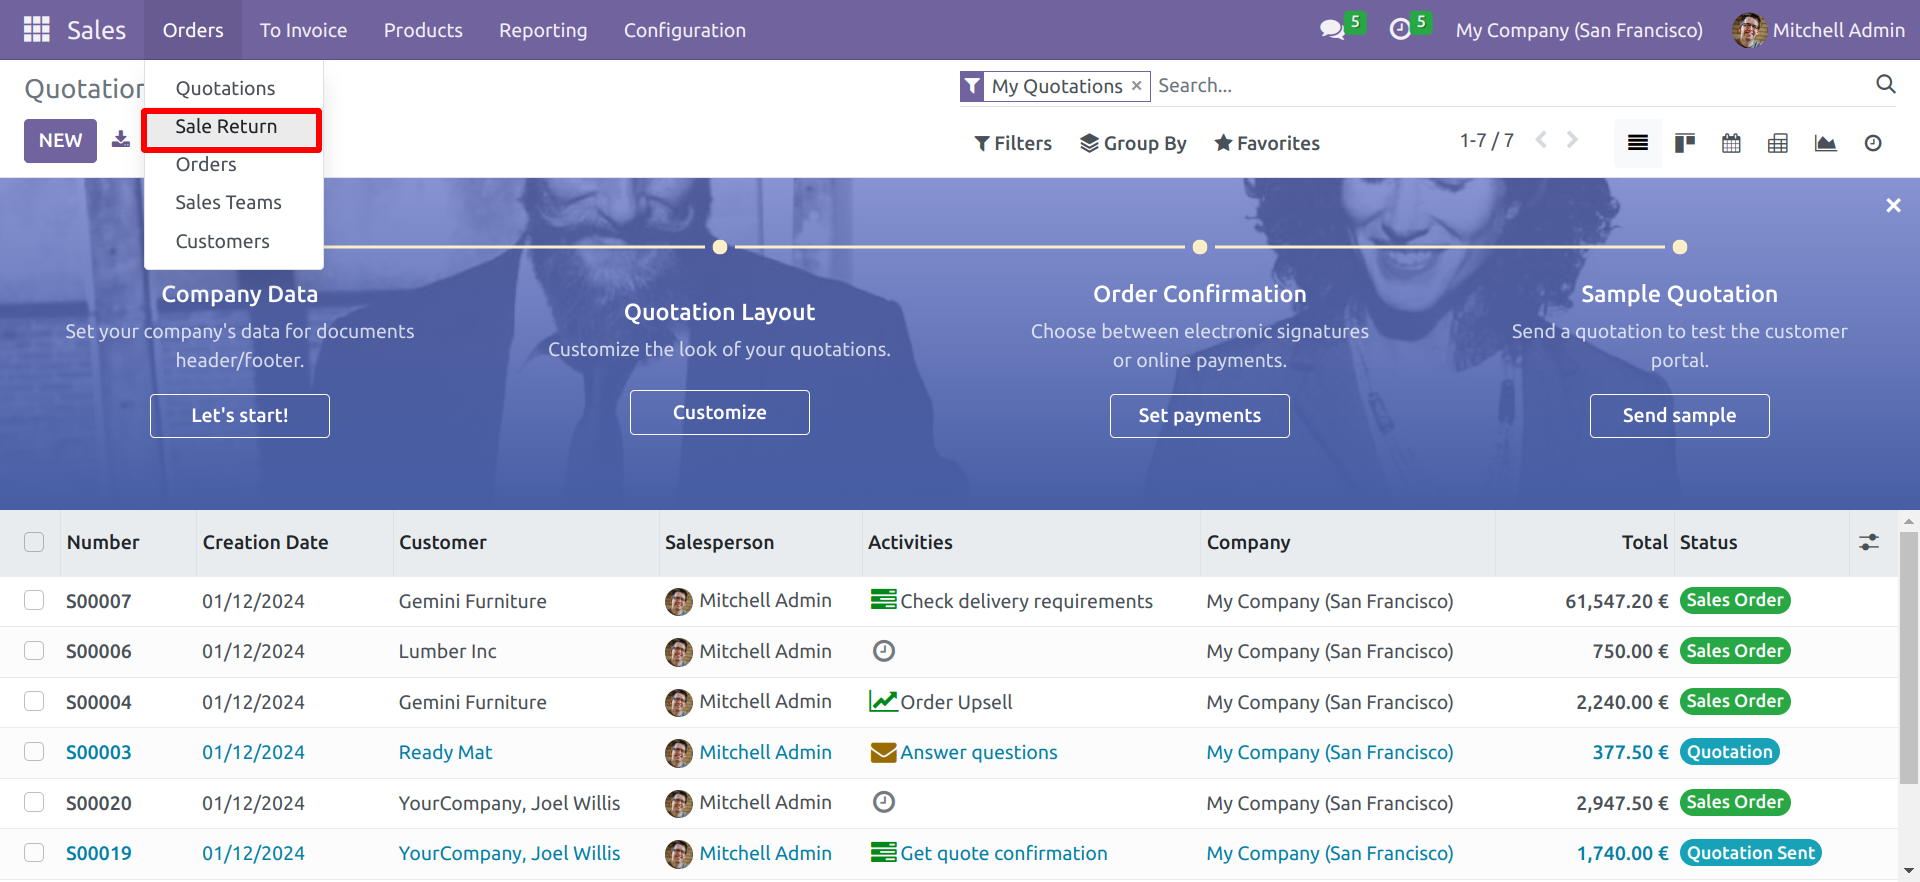 Sales Orders To Invoice Products Reporting Configuration 5 5 My Company (San Francisco) Mitchell Admin
Quotation
My Quotations × Search...
NEW
Quotations
Sale Return
Orders
Sales Teams
Customers
Filters Group By Favorites 1-7 / 7
Company Data
Set your company's data for documents
header/footer.
Let's start!
Quotation Layout
Customize the look of your quotations.
Customize
Order Confirmation
Choose between electronic signatures
or online payments.
Set payments
Sample Quotation
Send a quotation to test the customer
portal.
Send sample
Number Creation Date Customer Salesperson Activities Company Total Status
S00007 01/12/2024 Gemini Furniture Mitchell Admin Check delivery requirements My Company (San Francisco) 61,547.20 € Sales Order
S00006 01/12/2024 Lumber Inc Mitchell Admin My Company (San Francisco) 750.00 € Sales Order
S00004 01/12/2024 Gemini Furniture Mitchell Admin Order Upsell My Company (San Francisco) 2,240.00 € Sales Order
S00003 01/12/2024 Ready Mat Mitchell Admin Answer questions My Company (San Francisco) 377.50 € Quotation
S00020 01/12/2024 YourCompany, Joel Willis Mitchell Admin My Company (San Francisco) 2,947.50 € Sales Order
S00019 01/12/2024 YourCompany, Joel Willis Mitchell Admin Get quote confirmation My Company (San Francisco) 1,740.00 € Quotation Sent